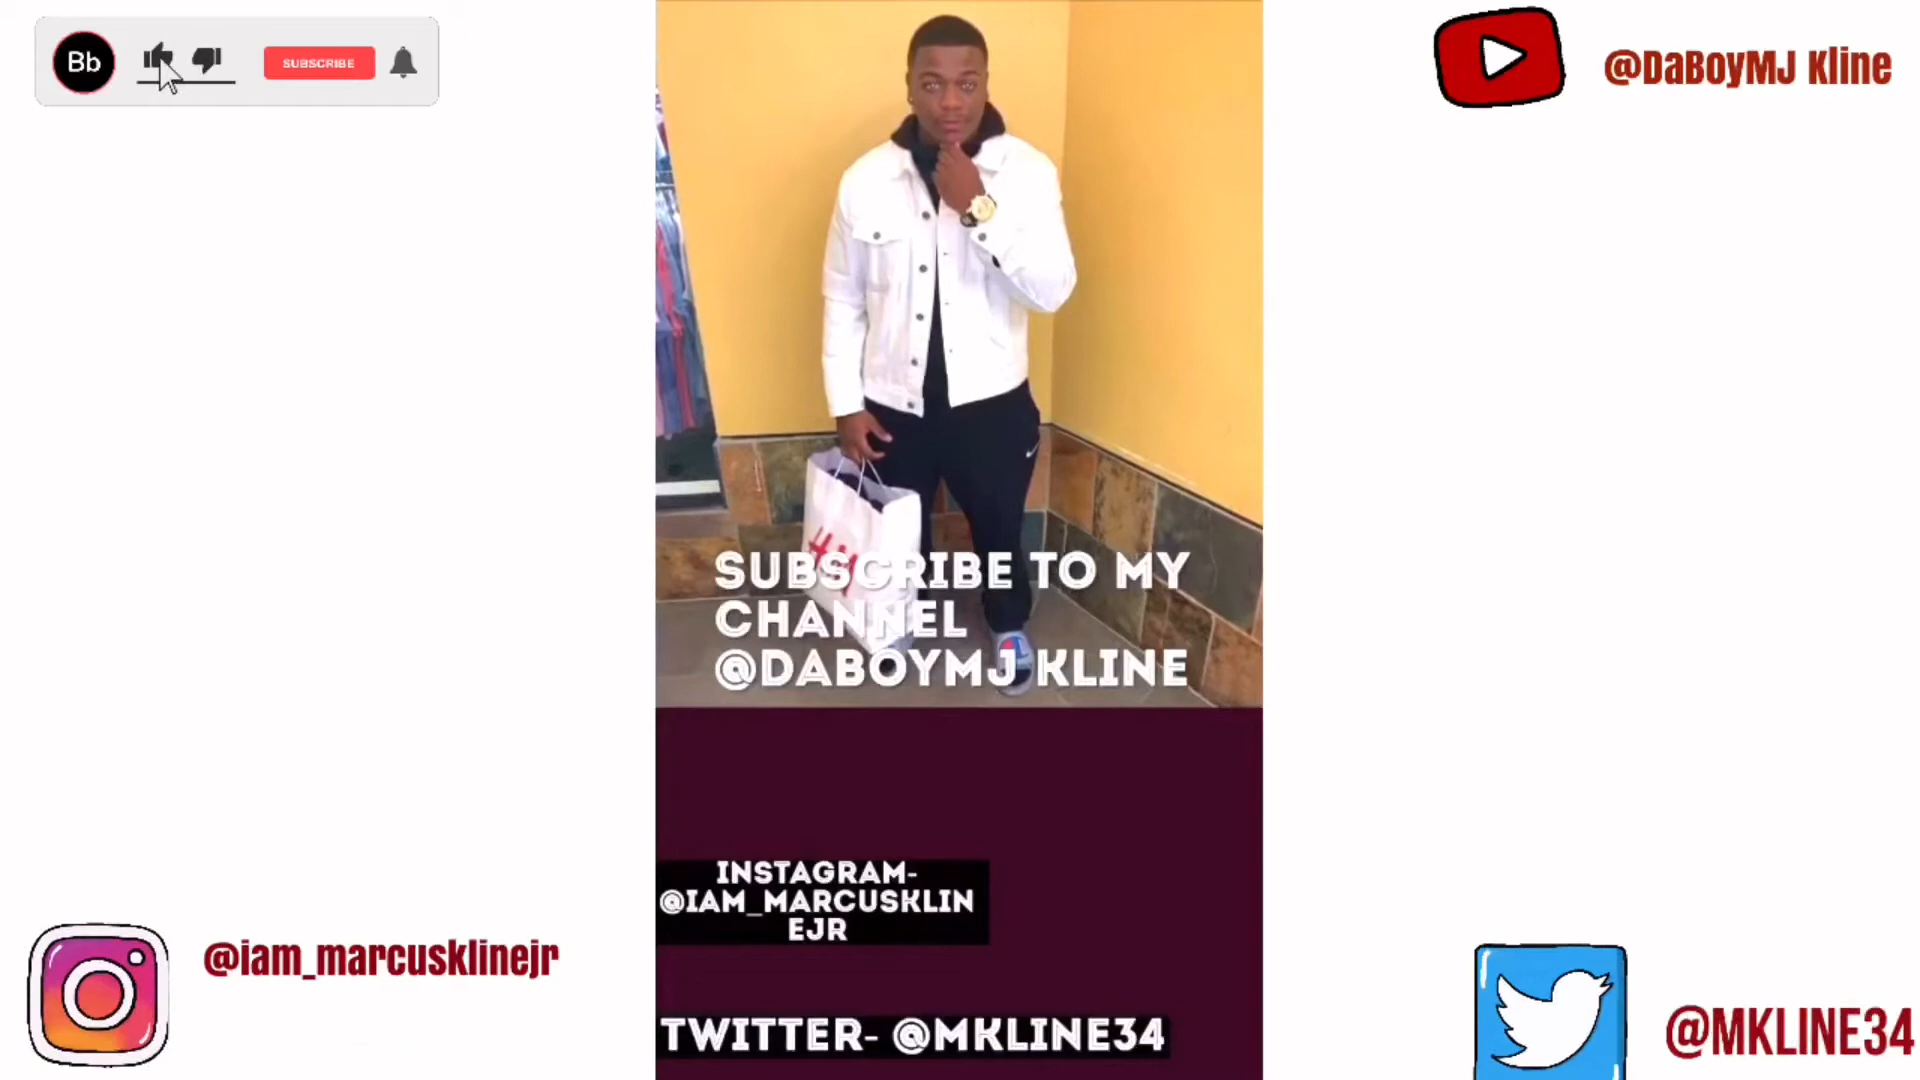 Bb
SUBSCRIBE
@DaBoyMJ Kline
H&M
SUBSCRIBE TO MY
CHANNEL
@DABOYMJ KLINE
INSTAGRAM-
@IAM_MARCUSKLIN
EJR
@iam_marcusklinejr
TWITTER- @MKLINE34
@MKLINE34